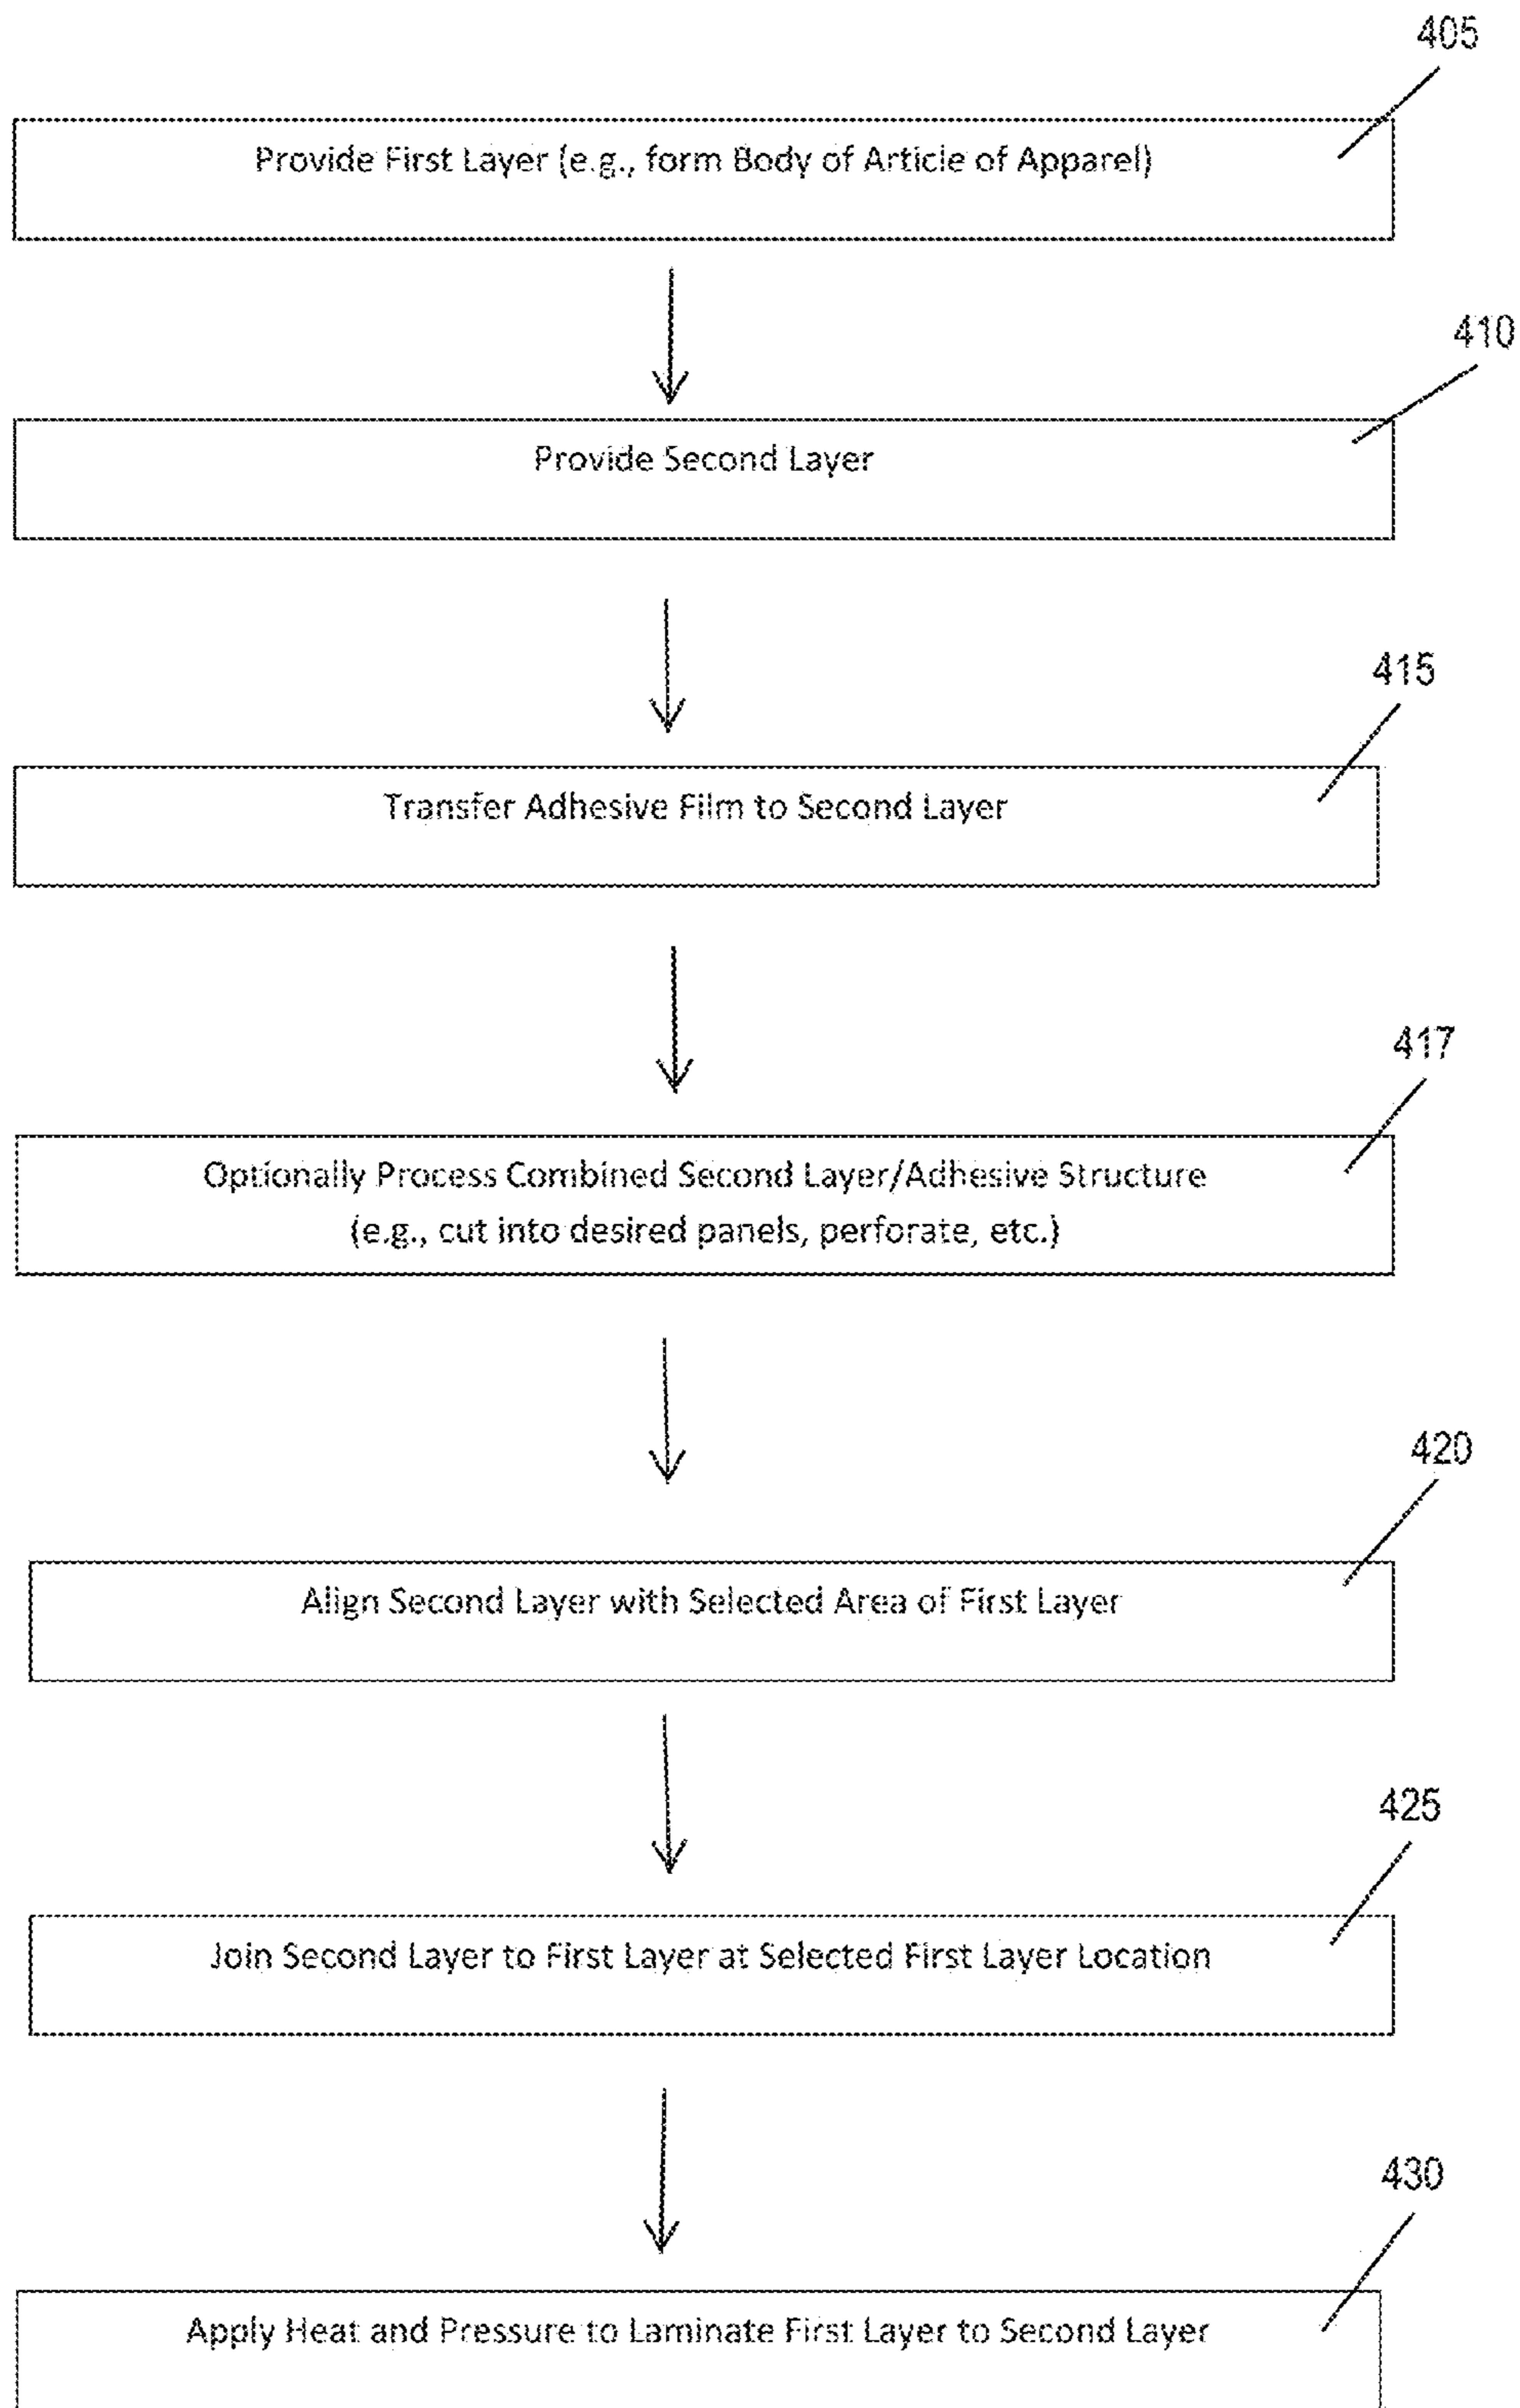 405
Provide First Layer (e.g., form Body of Article of Apparel)
410
Provide Second Layer
415
Transfer Adhesive Film to Second Layer
417
Optionally Process Combined Second Layer/Adhesive Structure
(e.g., cut into desired panels, perforate, etc.)
420
Align Second Layer with Selected Area of First Layer
425
Join Second Layer to First Layer at Selected First Layer Location
430
Apply Heat and Pressure to Laminate First Layer to Second Layer